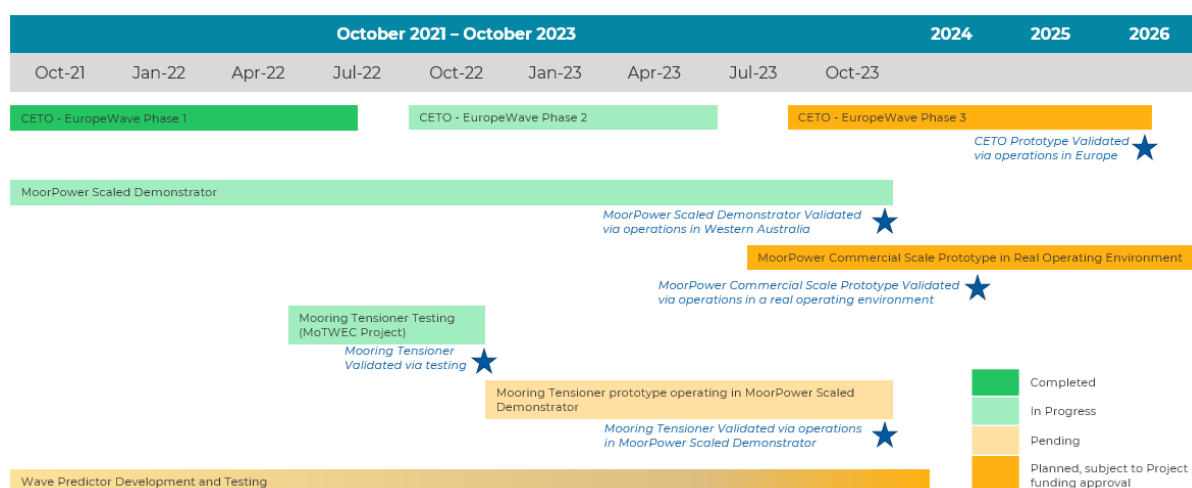 October 2021 – October 2023 2024 2025 2026
Oct-21 Jan-22 Apr-22 Jul-22 Oct-22 Jan-23 Apr-23 Jul-23 Oct-23
CETO - EuropeWave Phase 1
CETO - EuropeWave Phase 2
CETO - EuropeWave Phase 3
CETO Prototype Validated
via operations in Europe
MoorPower Scaled Demonstrator
MoorPower Scaled Demonstrator Validated
via operations in Western Australia
MoorPower Commercial Scale Prototype in Real Operating Environment
MoorPower Commercial Scale Prototype Validated
via operations in a real operating environment
Mooring Tensioner Testing
(MoTWEC Project)
Mooring Tensioner
Validated via testing
Mooring Tensioner prototype operating in MoorPower Scaled
Demonstrator
Mooring Tensioner Validated via operations
in MoorPower Scaled Demonstrator
Wave Predictor Development and Testing
Completed
In Progress
Pending
Planned, subject to Project
funding approval